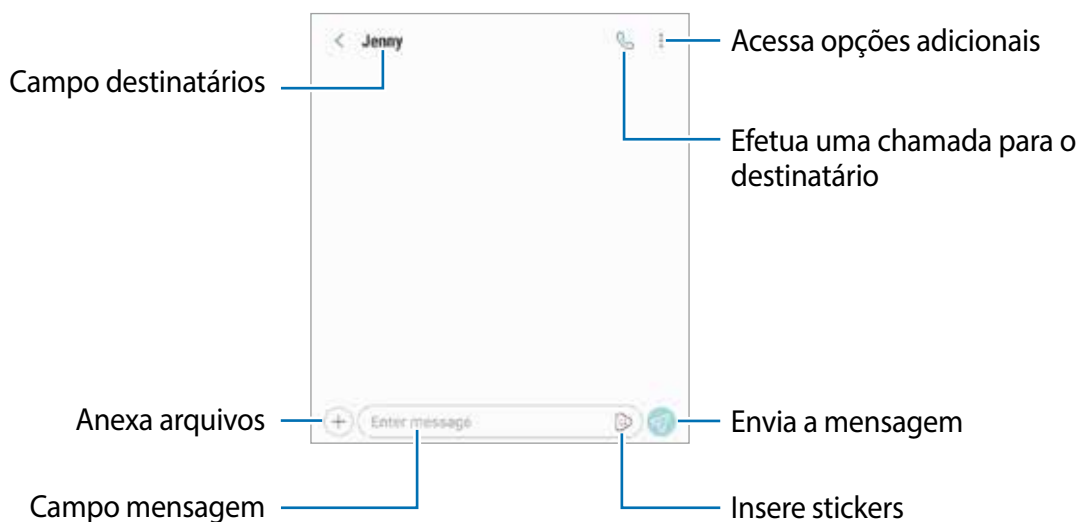 Jenny
Acessa opções adicionais
Campo destinatários
Efetua uma chamada para o
destinatário
Anexa arquivos
Enter message
Envia a mensagem
Campo mensagem
Insere stickers